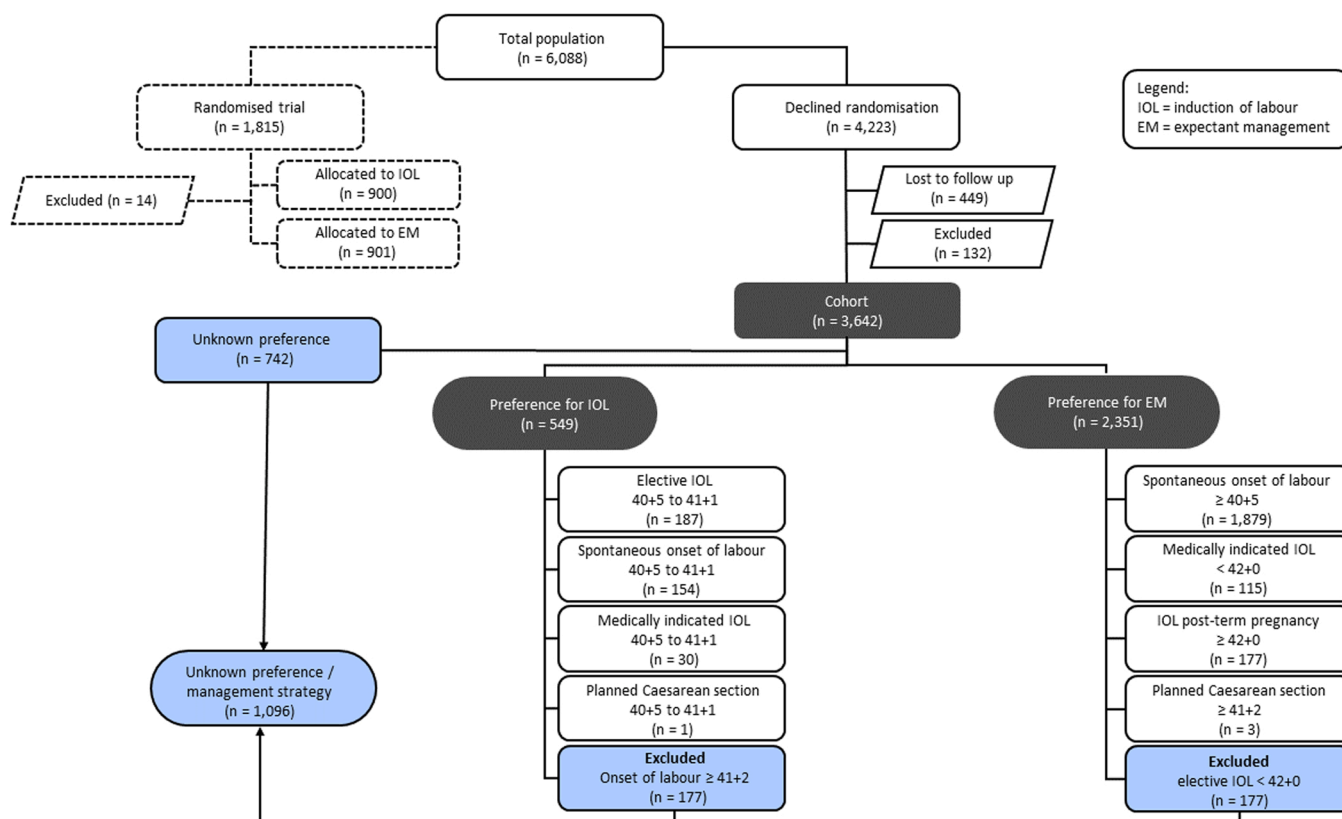 Total population
(n = 6,088)
Randomised trial
(n = 1,815)
Declined randomisation
(n = 4,223)
Legend:
IOL = induction of labour
EM = expectant management
Excluded (n = 14)
Allocated to IOL
(n = 900)
Allocated to EM
(n = 901)
Lost to follow up
(n = 449)
Excluded
(n = 132)
Cohort
(n = 3,642)
Unknown preference
(n = 742)
Preference for IOL
(n = 549)
Preference for EM
(n = 2,351)
Elective IOL
40+5 to 41+1
(n = 187)
Spontaneous onset of labour
40+5 to 41+1
(n = 154)
Medically indicated IOL
40+5 to 41+1
(n = 30)
Planned Caesarean section
40+5 to 41+1
(n = 1)
Excluded
Onset of labour ≥ 41+2
(n = 177)
Spontaneous onset of labour
≥ 40+5
(n = 1,879)
Medically indicated IOL
< 42+0
(n = 115)
IOL post-term pregnancy
≥ 42+0
(n = 177)
Planned Caesarean section
≥ 41+2
(n = 3)
Excluded
elective IOL < 42+0
(n = 177)
Unknown preference /
management strategy
(n = 1,096)